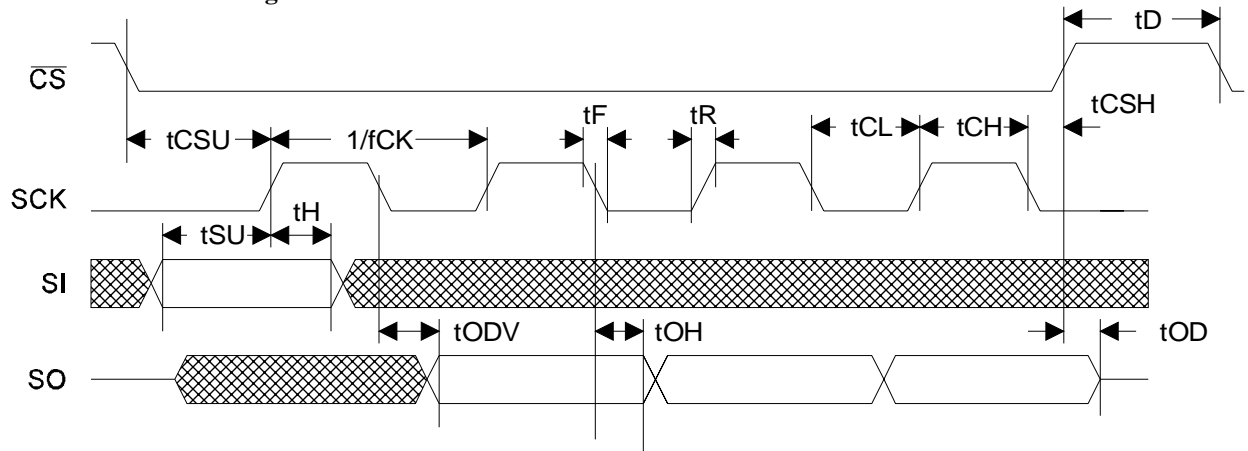 tD
CS
tCSH
tF
tR
tCSU
1/fCK
tCL
tCH
SCK
tH
tSU
SI
tODV
tOH
tOD
SO